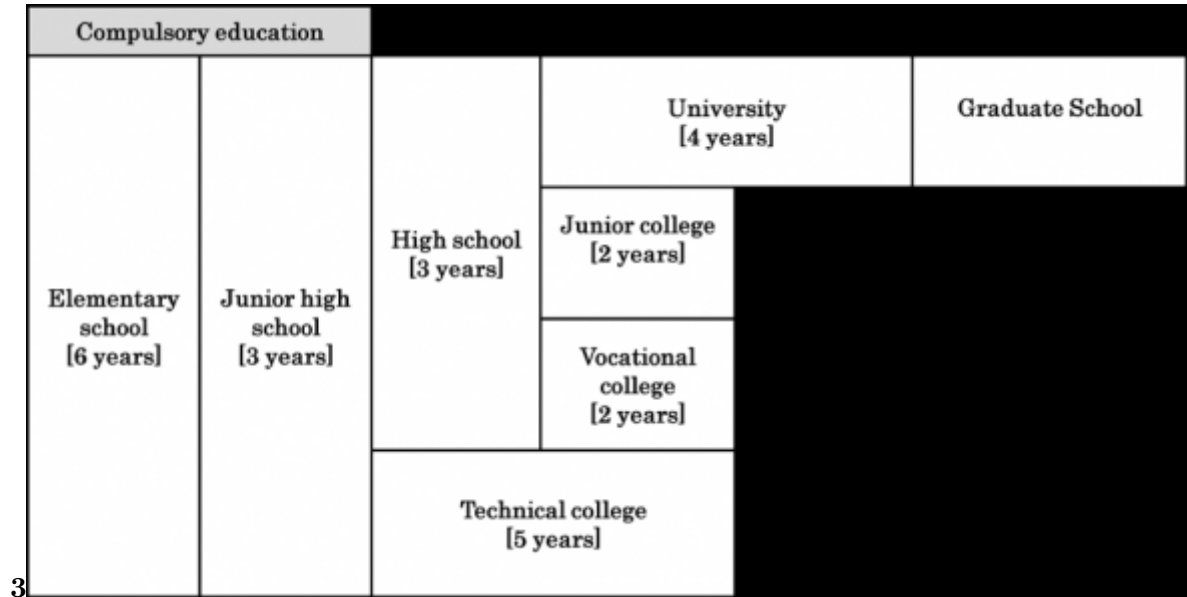 Compulsory education
Elementary
school
[6 years]
Junior high
school
[3 years]
High school
[3 years]
University
[4 years]
Graduate School
Junior college
[2 years]
Vocational
college
[2 years]
Technical college
[5 years]
3